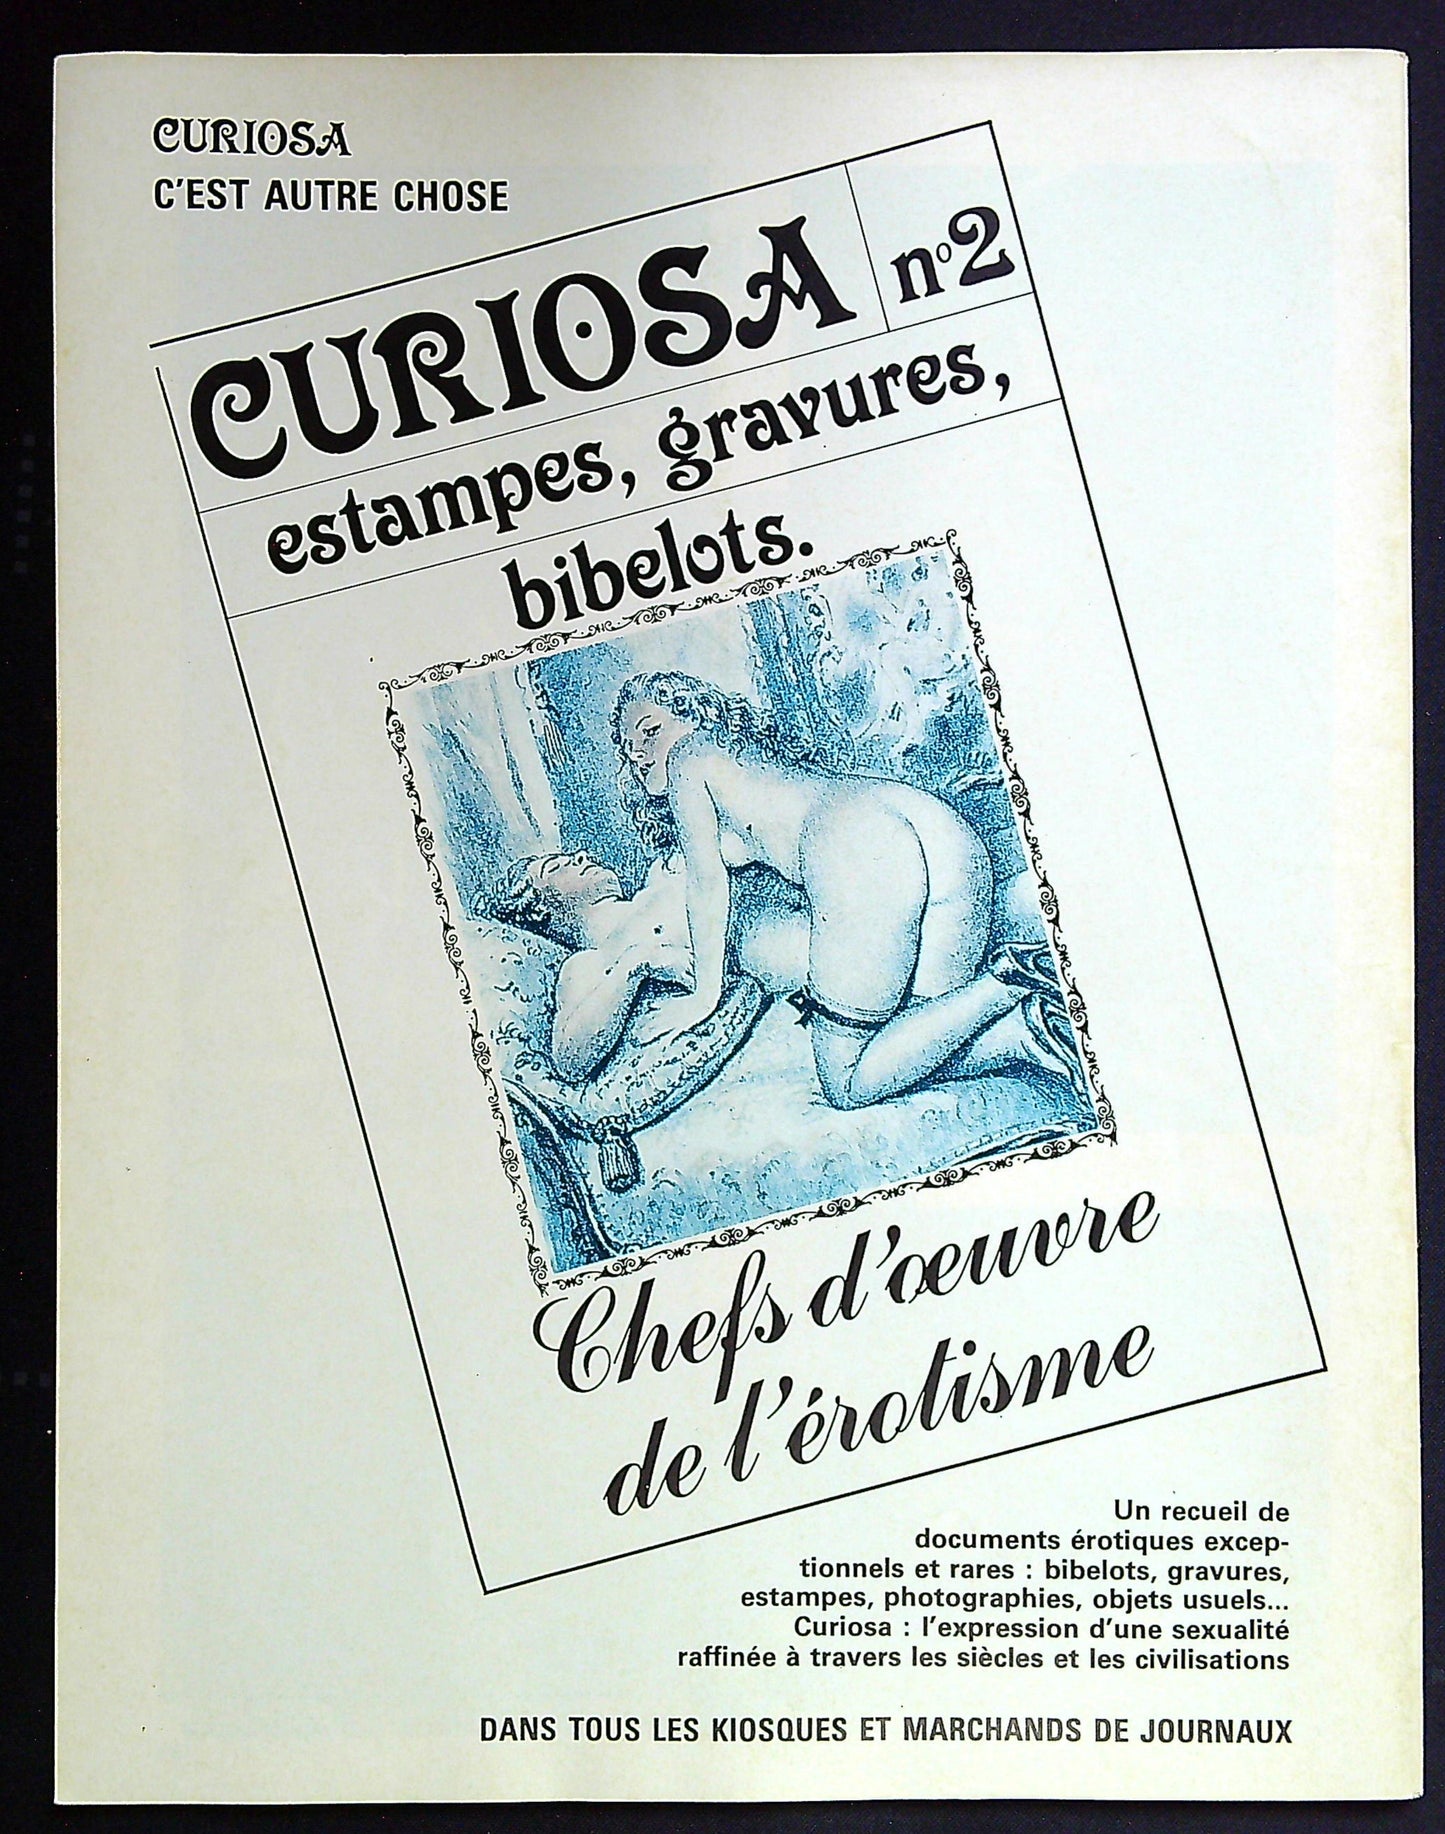 CURIOSA
C'EST AUTRE CHOSE
CURIOSA nº2
estampes, gravures,
bibelots.
Chefs d'œuvre
de l'érotisme
Un recueil de
documents érotiques excep-
tionnels et rares : bibelots, gravures,
estampes, photographies, objets usuels...
Curiosa : l'expression d'une sexualité
raffinée à travers les siècles et les civilisations
DANS TOUS LES KIOSQUES ET MARCHANDS DE JOURNAUX